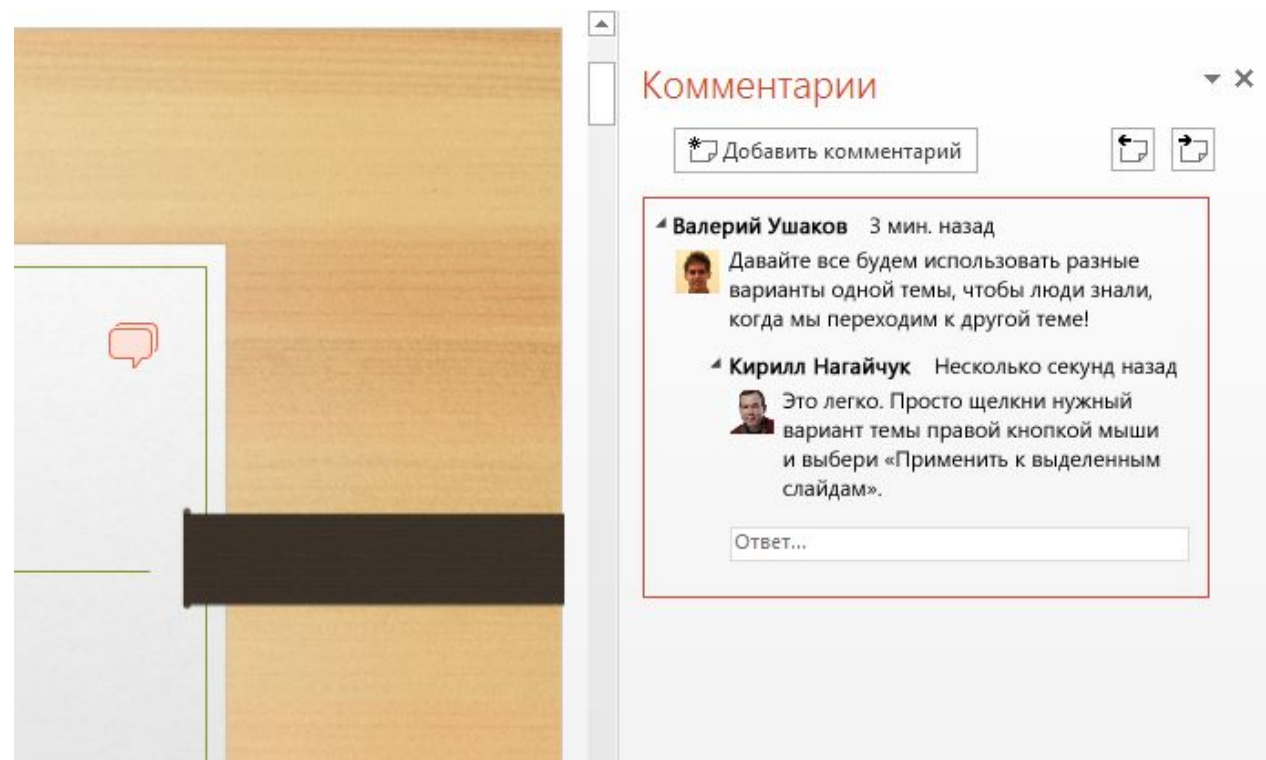 Комментарии
Добавить комментарий
Валерий Ушаков 3 мин. назад
Давайте все будем использовать разные
варианты одной темы, чтобы люди знали,
когда мы переходим к другой теме!
Кирилл Нагайчук Несколько секунд назад
Это легко. Просто щелкни нужный
вариант темы правой кнопкой мыши
и выбери «Применить к выделенным
слайдам».
Ответ...